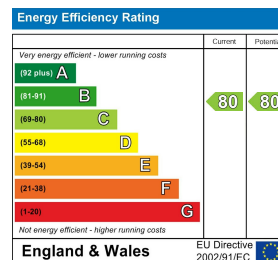 Energy Efficiency Rating
Current
Potentia
Very energy efficient - lower running costs
(92 plus) A
(81-91) B
(69-80) C
(55-68) D
(39-54) E
(21-38) F
(1-20) G
80
80
Not energy efficient - higher running costs
England & Wales
EU Directive
2002/91/EC